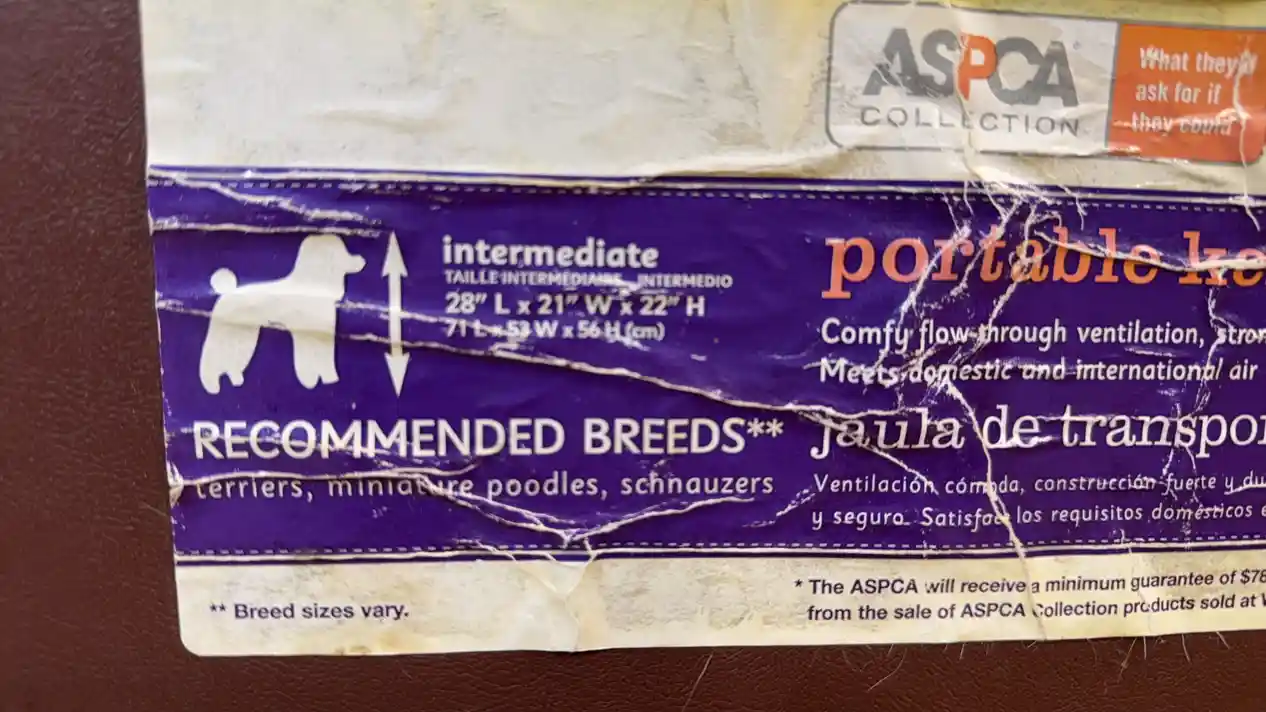 ASPCA
COLLECTION
What they'd
ask for if
they could
intermediate
TAILLE INTERMÉDIAIRE INTERMEDIO
28" L x 21" W x 22" H
71 L x 53 W x 56 H (cm)
RECOMMENDED BREEDS**
terriers, miniature poodles, schnauzers
** Breed sizes vary.
portable ke
Comfy flow-through ventilation, stron
Meets domestic and international air
jaula de transpor
Ventilación cómoda, construcción fuerte y du
y segura. Satisface los requisitos domésticos e
* The ASPCA will receive a minimum guarantee of $78
from the sale of ASPCA Collection products sold at W